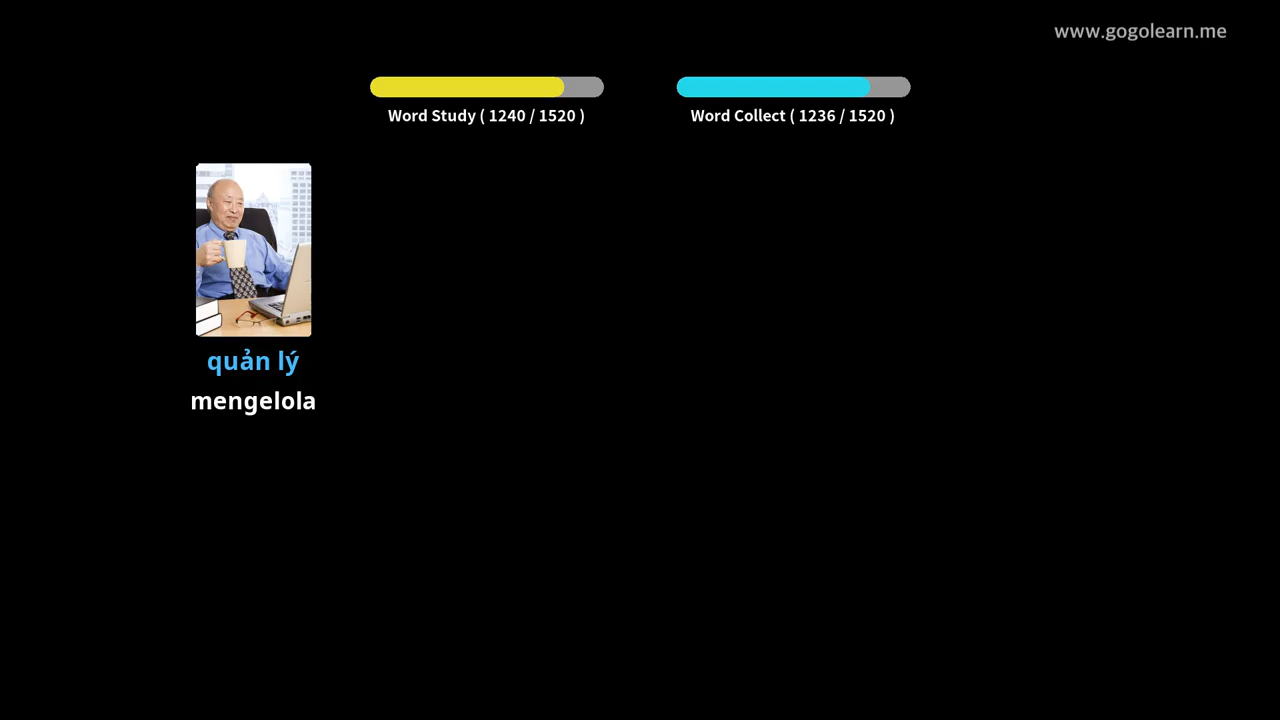 www.gogolearn.me
Word Study ( 1240 / 1520 )
Word Collect ( 1236 / 1520 )
quản lý
mengelola